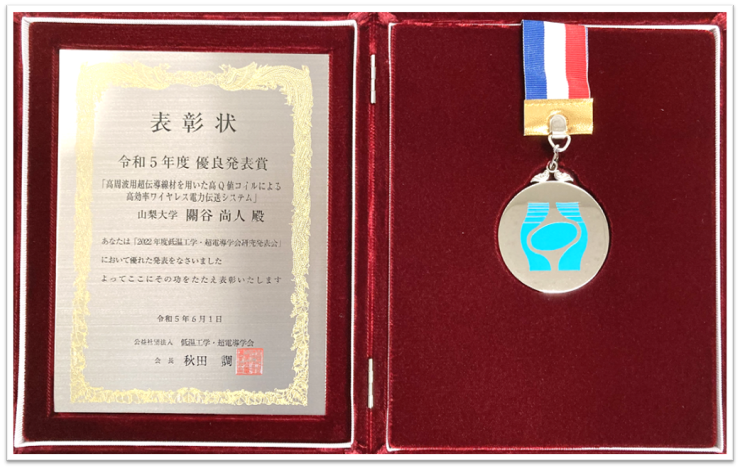 表彰状
令和5年度 優良発表賞
「高周波用超伝導線材を用いた高Q値コイルによる
高効率ワイヤレス電力伝送システム」
山梨大学 關谷 尚人 殿
あなたは「2022年度低温工学・超電導学会研究発表会」
において優れた発表をなさいました
よってここにその功をたたえ表彰いたします
令和5年6月1日
公益社団法人 低温工学・超電導学会
会長 秋田 調